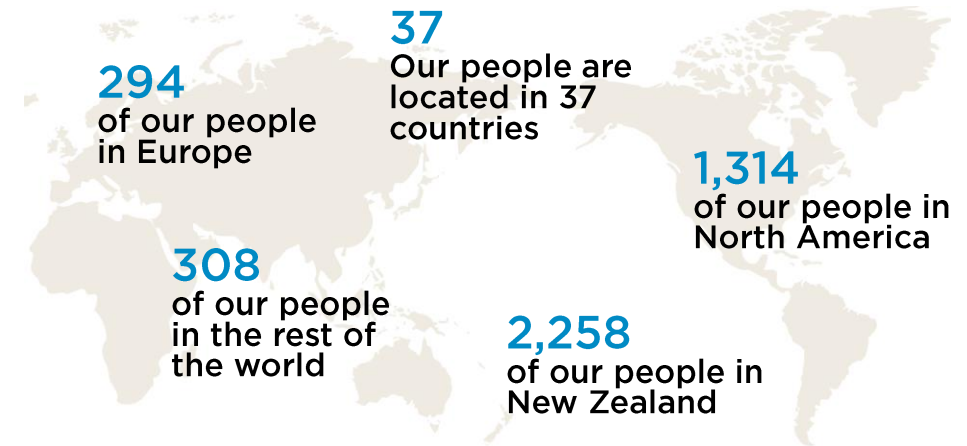 37
Our people are
located in 37
countries
294
of our people
in Europe
1,314
of our people in
North America
308
of our people
in the rest of
the world
2,258
of our people in
New Zealand